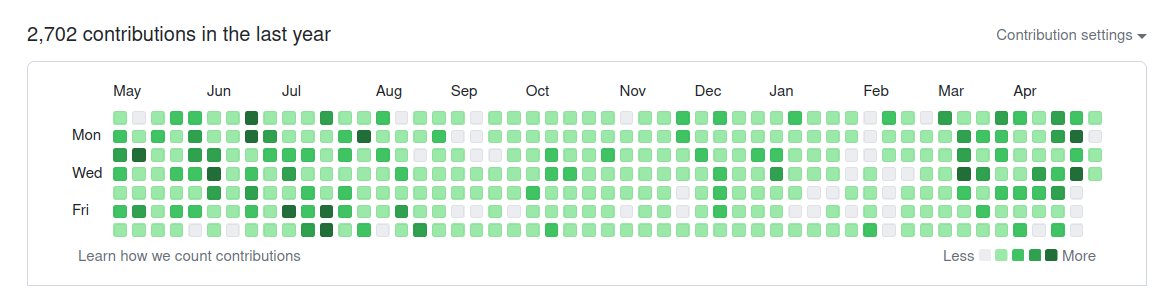 2,702 contributions in the last year
Contribution settings
May Jun Jul Aug Sep Oct Nov Dec Jan Feb Mar Apr
Mon
Wed
Fri
Learn how we count contributions
Less More